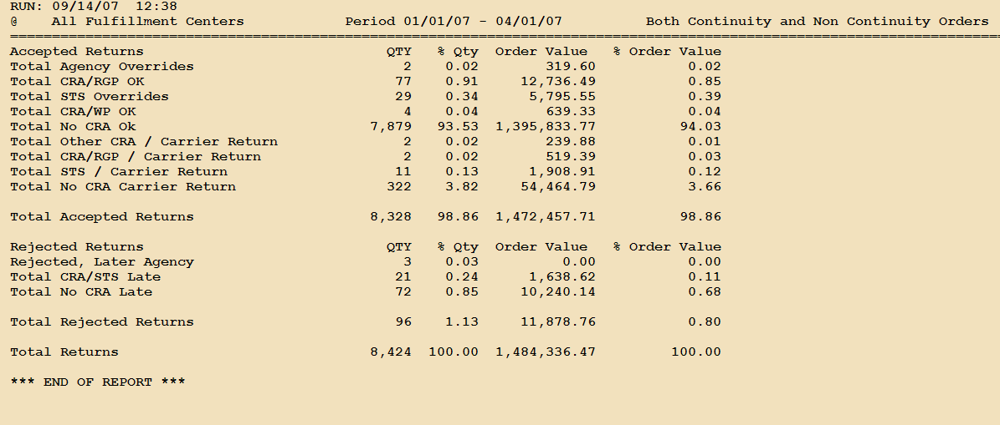 RUN: 09/14/07  12:38
@    All Fulfillment Centers            Period 01/01/07 - 04/01/07          Both Continuity and Non Continuity Orders
Accepted Returns                             QTY   % Qty  Order Value   % Order Value
Total Agency Overrides                         2    0.02       319.60            0.02
Total CRA/RGP OK                              77    0.91    12,736.49            0.85
Total STS Overrides                           29    0.34     5,795.55            0.39
Total CRA/WP OK                                4    0.04       639.33            0.04
Total No CRA Ok                            7,879   93.53 1,395,833.77           94.03
Total Other CRA / Carrier Return               2    0.02       239.88            0.01
Total CRA/RGP / Carrier Return                 2    0.02       519.39            0.03
Total STS / Carrier Return                    11    0.13     1,908.91            0.12
Total No CRA Carrier Return                  322    3.82    54,464.79            3.66
Total Accepted Returns                     8,328   98.86 1,472,457.71           98.86
Rejected Returns                             QTY   % Qty  Order Value   % Order Value
Rejected, Later Agency                         3    0.03         0.00            0.00
Total CRA/STS Late                            21    0.24     1,638.62            0.11
Total No CRA Late                             72    0.85    10,240.14            0.68
Total Rejected Returns                        96    1.13    11,878.76            0.80
Total Returns                              8,424  100.00 1,484,336.47          100.00
*** END OF REPORT ***